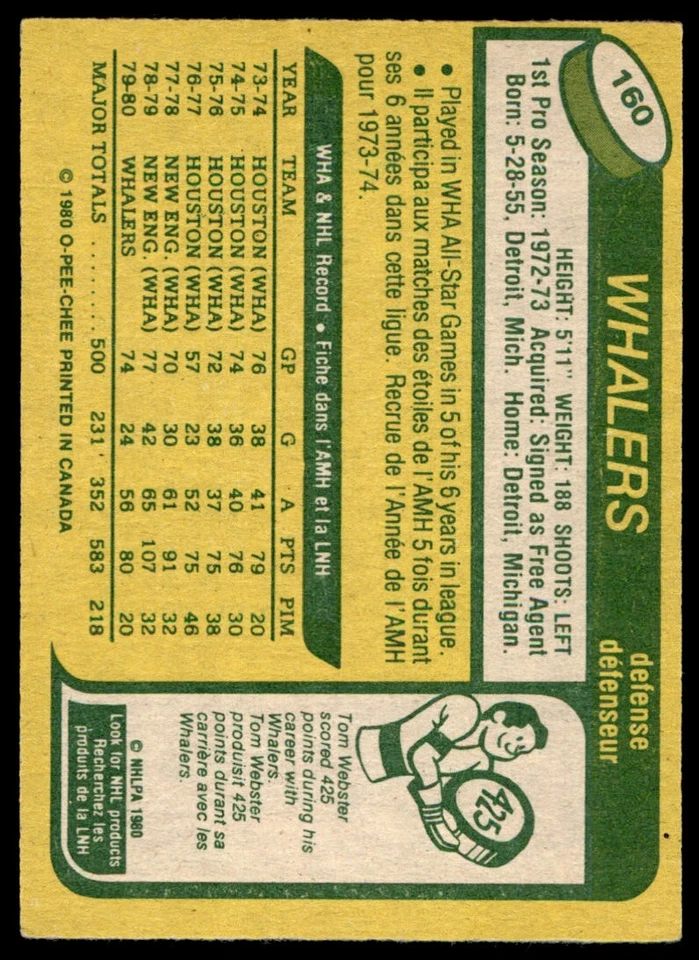 160
WHALERS
defense
défenseur
HEIGHT: 5'11" WEIGHT: 188 SHOOTS: LEFT
1st Pro Season: 1972-73 Acquired: Signed as Free Agent
Born: 5-28-55, Detroit, Mich. Home: Detroit, Michigan.
• Played in WHA All-Star Games in 5 of his 6 years in league.
• Il participa aux matches des étoiles de l'AMH 5 fois durant
ses 6 années dans cette ligue. Recrue de l'Année de l'AMH
pour 1973-74.
WHA & NHL Record • Fiche dans l'AMH et la LNH
YEAR TEAM GP G A PTS PIM
73-74 HOUSTON (WHA) 76 38 41 79 20
74-75 HOUSTON (WHA) 74 36 40 76 30
75-76 HOUSTON (WHA) 72 38 37 75 38
76-77 HOUSTON (WHA) 57 23 52 75 46
77-78 NEW ENG. (WHA) 70 30 61 91 32
78-79 NEW ENG. (WHA) 77 42 65 107 32
79-80 WHALERS 74 24 56 80 20
MAJOR TOTALS ........ 500 231 352 583 218
© 1980 O-PEE-CHEE PRINTED IN CANADA
425
Tom Webster
scored 425
points during his
career with
Whalers.
Tom Webster
produisit 425
points durant sa
carrière avec les
Whalers.
© NHLPA 1980
Look for NHL products
Recherchez les
produits de la LNH